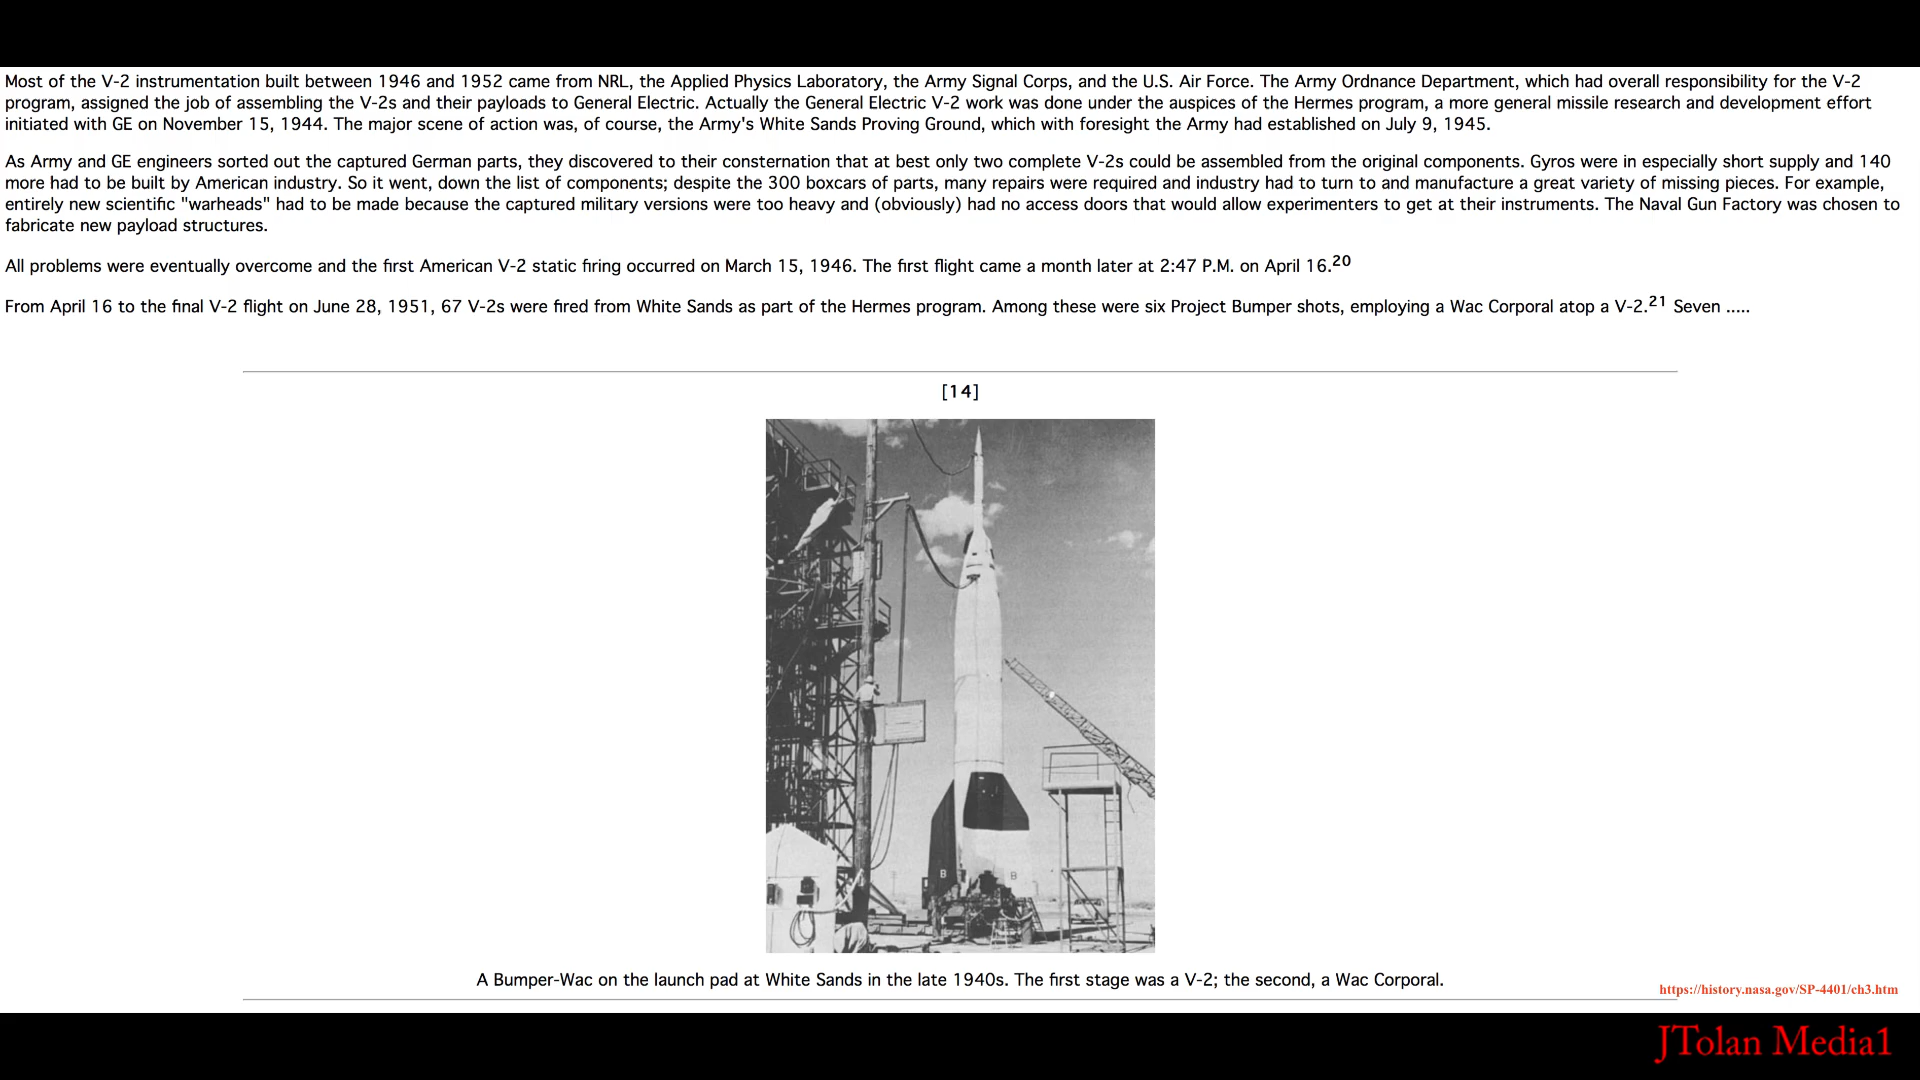 Most of the V-2 instrumentation built between 1946 and 1952 came from NRL, the Applied Physics Laboratory, the Army Signal Corps, and the U.S. Air Force. The Army Ordnance Department, which had overall responsibility for the V-2
program, assigned the job of assembling the V-2s and their payloads to General Electric. Actually the General Electric V-2 work was done under the auspices of the Hermes program, a more general missile research and development effort
initiated with GE on November 15, 1944. The major scene of action was, of course, the Army's White Sands Proving Ground, which with foresight the Army had established on July 9, 1945.
As Army and GE engineers sorted out the captured German parts, they discovered to their consternation that at best only two complete V-2s could be assembled from the original components. Gyros were in especially short supply and 140
more had to be built by American industry. So it went, down the list of components; despite the 300 boxcars of parts, many repairs were required and industry had to turn to and manufacture a great variety of missing pieces. For example,
entirely new scientific "warheads" had to be made because the captured military versions were too heavy and (obviously) had no access doors that would allow experimenters to get at their instruments. The Naval Gun Factory was chosen to
fabricate new payload structures.
All problems were eventually overcome and the first American V-2 static firing occurred on March 15, 1946. The first flight came a month later at 2:47 P.M. on April 16.20
From April 16 to the final V-2 flight on June 28, 1951, 67 V-2s were fired from White Sands as part of the Hermes program. Among these were six Project Bumper shots, employing a Wac Corporal atop a V-2.21 Seven .....
[14]
B B
A Bumper-Wac on the launch pad at White Sands in the late 1940s. The first stage was a V-2; the second, a Wac Corporal.
https://history.nasa.gov/SP-4401/ch3.htm
JTolan Media1